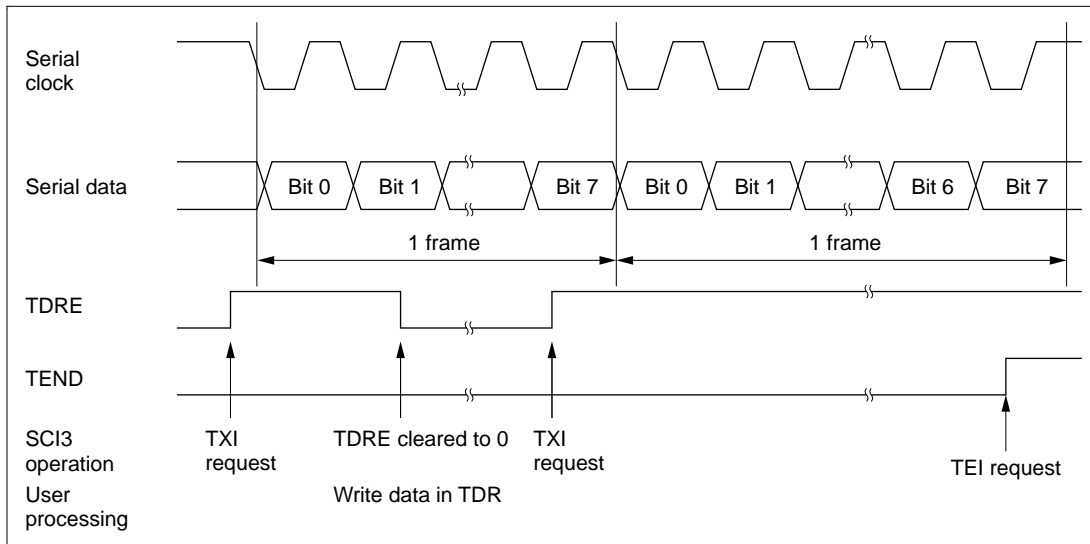 Serial
clock
Serial data
Bit 0
Bit 1
Bit 7
Bit 0
Bit 1
Bit 6
Bit 7
1 frame
1 frame
TDRE
TEND
SCI3
operation
TXI
request
TDRE cleared to 0
TXI
request
TEI request
User
processing
Write data in TDR